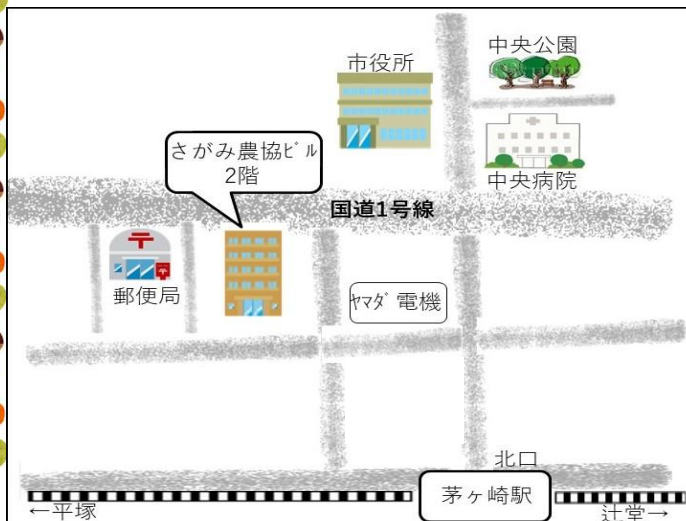 中央公園
市役所
さがみ農協ﾋﾞﾙ
2階
中央病院
国道1号線
郵便局
ﾔﾏﾀﾞ電機
北口
茅ヶ崎駅
←平塚
辻堂→